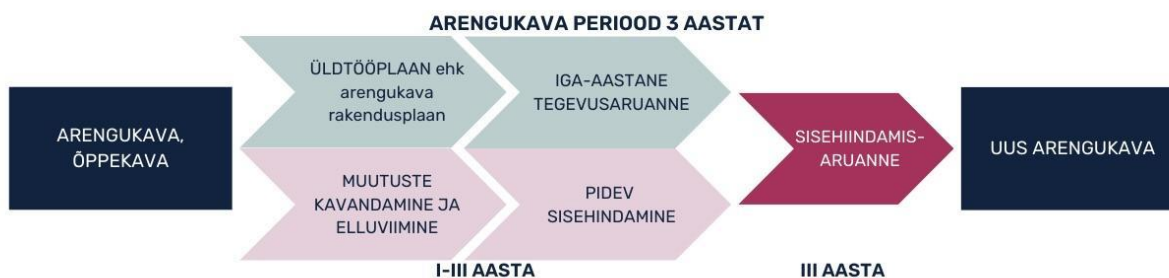 ARENGUKAVA PERIOOD 3 AASTAT
ARENGUKAVA,
ÕPPEKAVA
ÜLDTÖÖPLAAN ehk
arengukava
rakendusplaan
IGA-AASTANE
TEGEVUSARUANNE
MUUTUSTE
KAVANDAMINE JA
ELLUVIIMINE
PIDEV
SISEHINDAMINE
SISEHIINDAMIS-
ARUANNE
UUS ARENGUKAVA
I-III AASTA
III AASTA